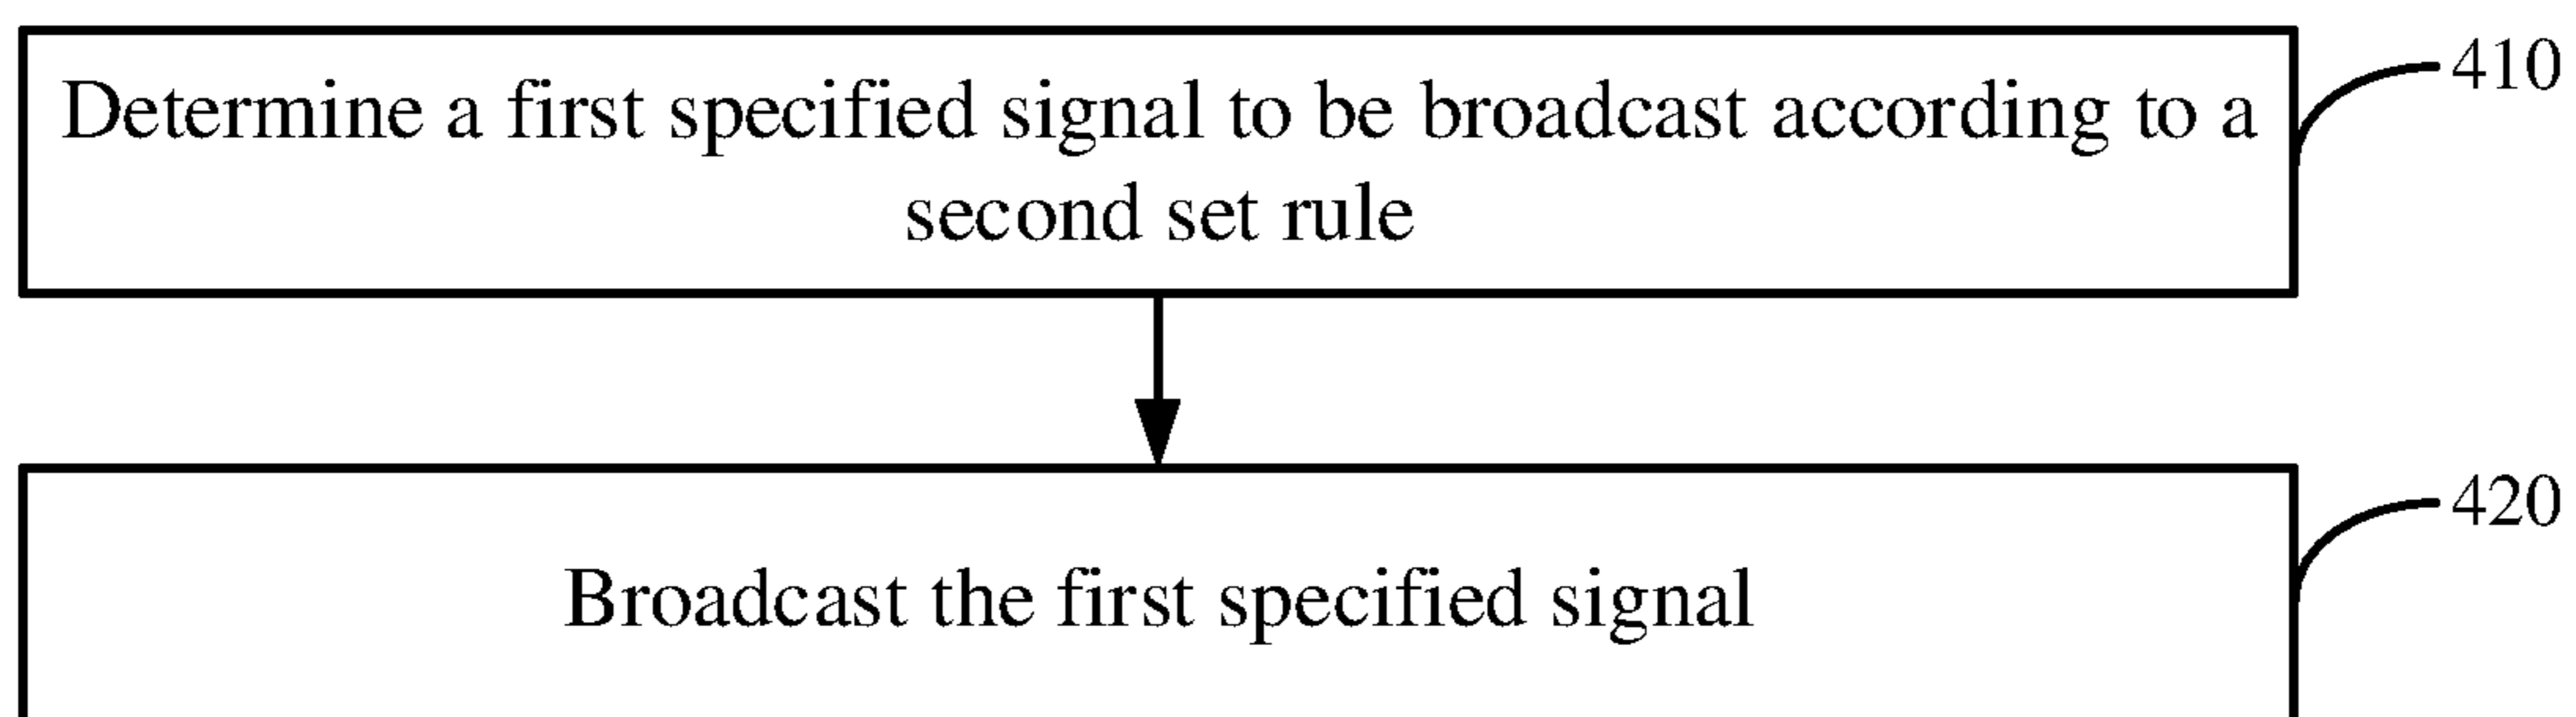 Determine a first specified signal to be broadcast according to a
second set rule
410
Broadcast the first specified signal
420